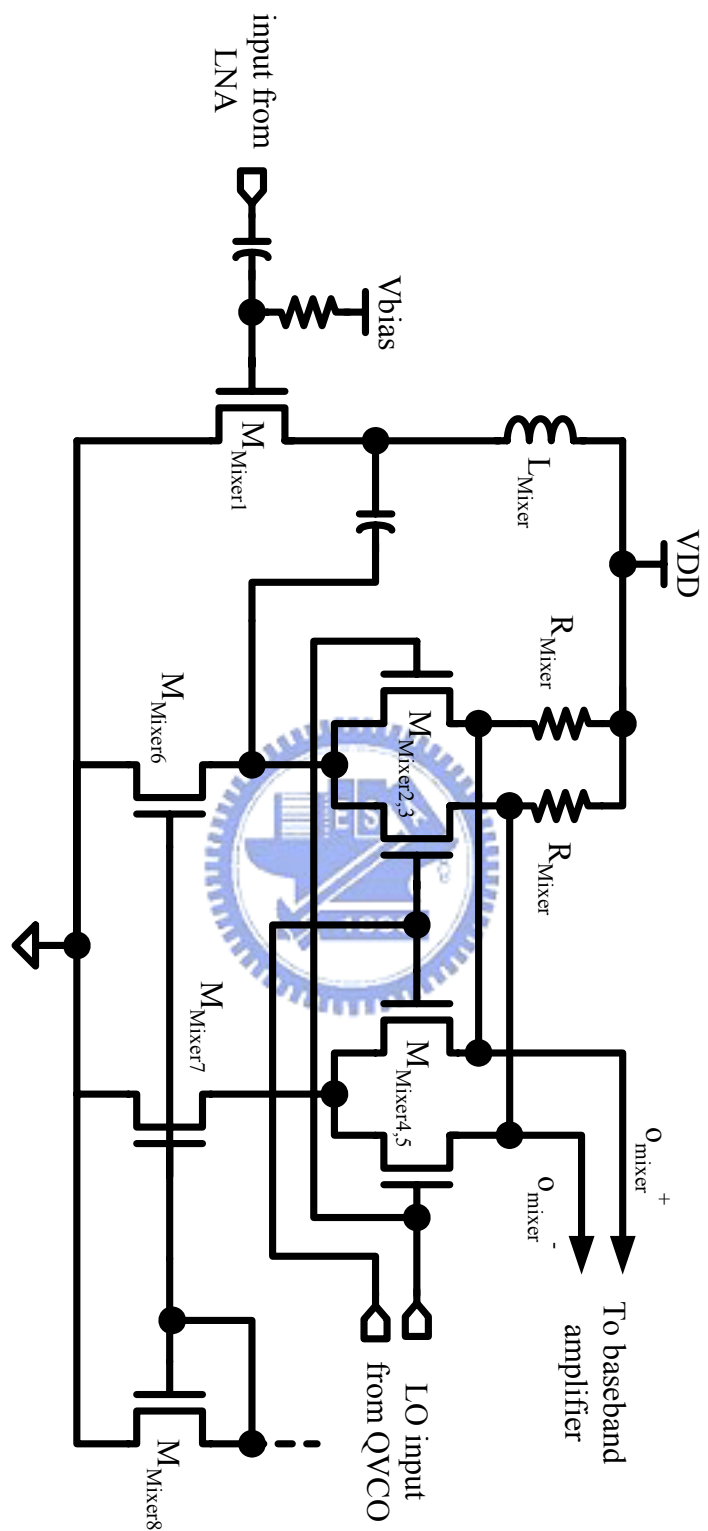 VDD
L_Mixer
R_Mixer
R_Mixer
Vbias
input from
LNA
M_Mixer1
M_Mixer2,3
M_Mixer4,5
M_Mixer6
M_Mixer7
M_Mixer8
o_mixer^+
o_mixer^-
To baseband
amplifier
LO input
from QVCO
E S
1896